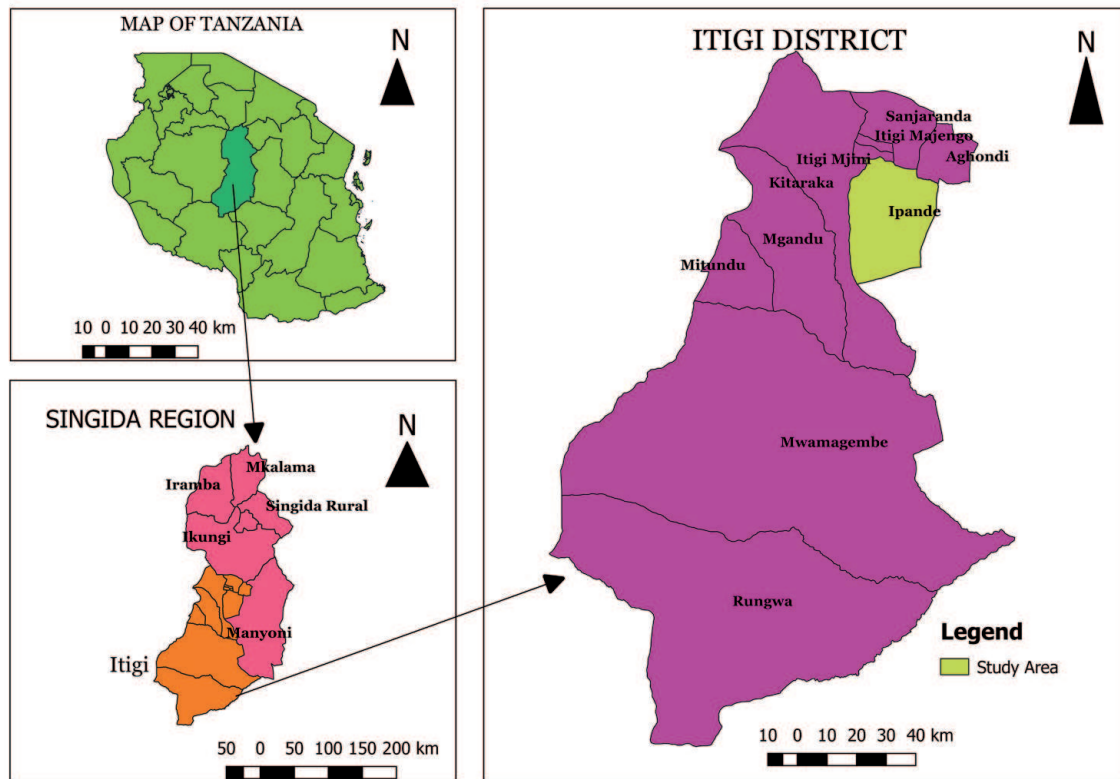 MAP OF TANZANIA
N
10 0 10 20 30 40 km
SINGIDA REGION
N
Mkalama
Iramba
Singida Rural
Ikungi
Manyoni
Itigi
50 0 50 100 150 200 km
ITIGI DISTRICT
N
Sanjaranda
Itigi Majengo
Itigi Mjini
Aghondi
Kitaraka
Ipande
Mgandu
Mitundu
Mwamagembe
Rungwa
Legend
Study Area
10 0 10 20 30 40 km